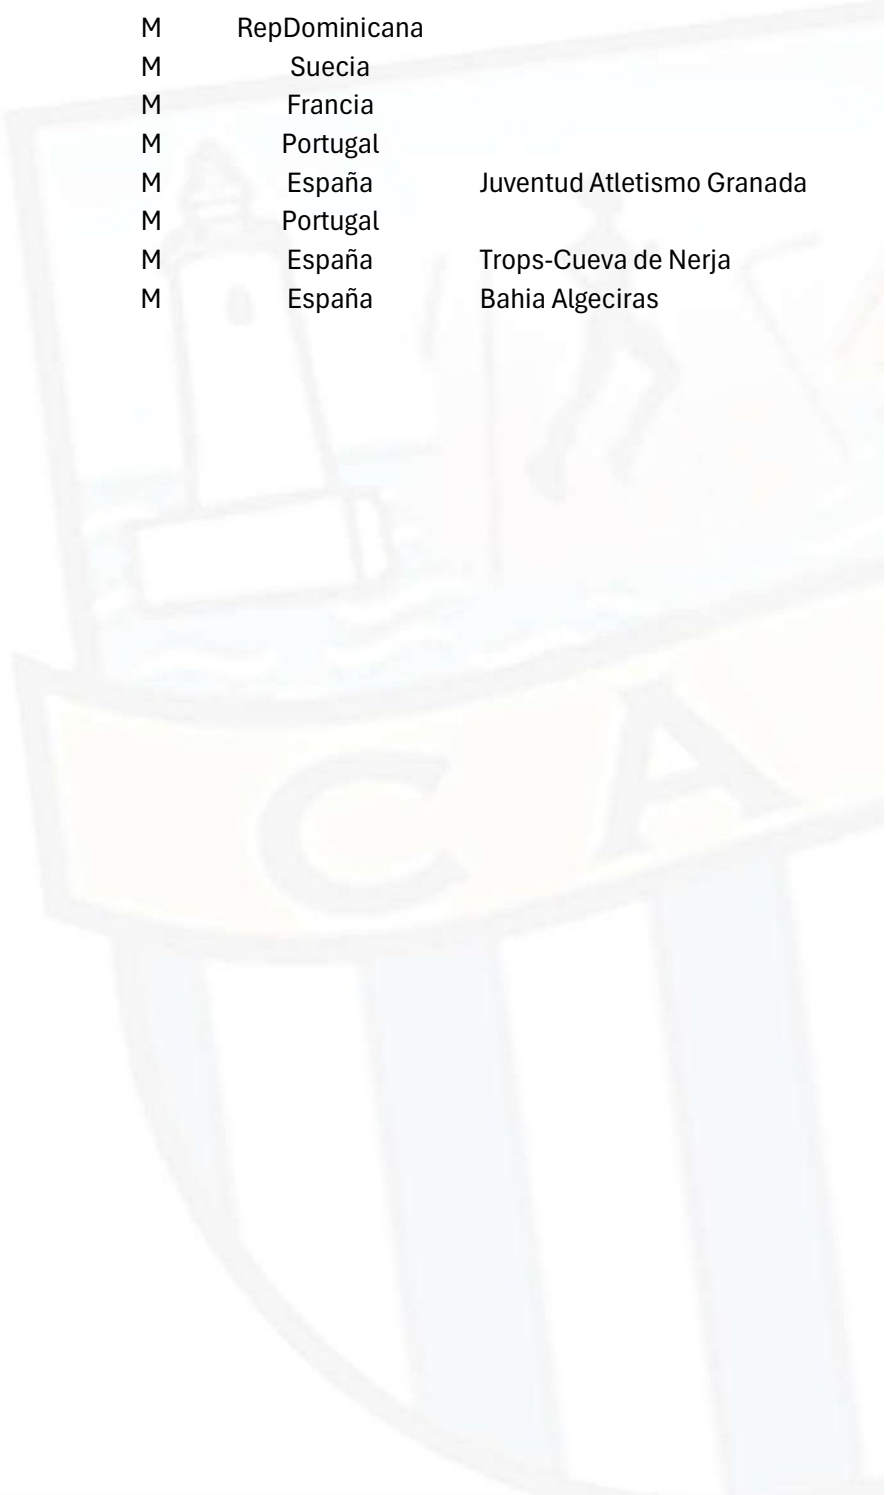 M RepDominicana
M Suecia
M Francia
M Portugal
M España Juventud Atletismo Granada
M Portugal
M España Trops-Cueva de Nerja
M España Bahia Algeciras
C A